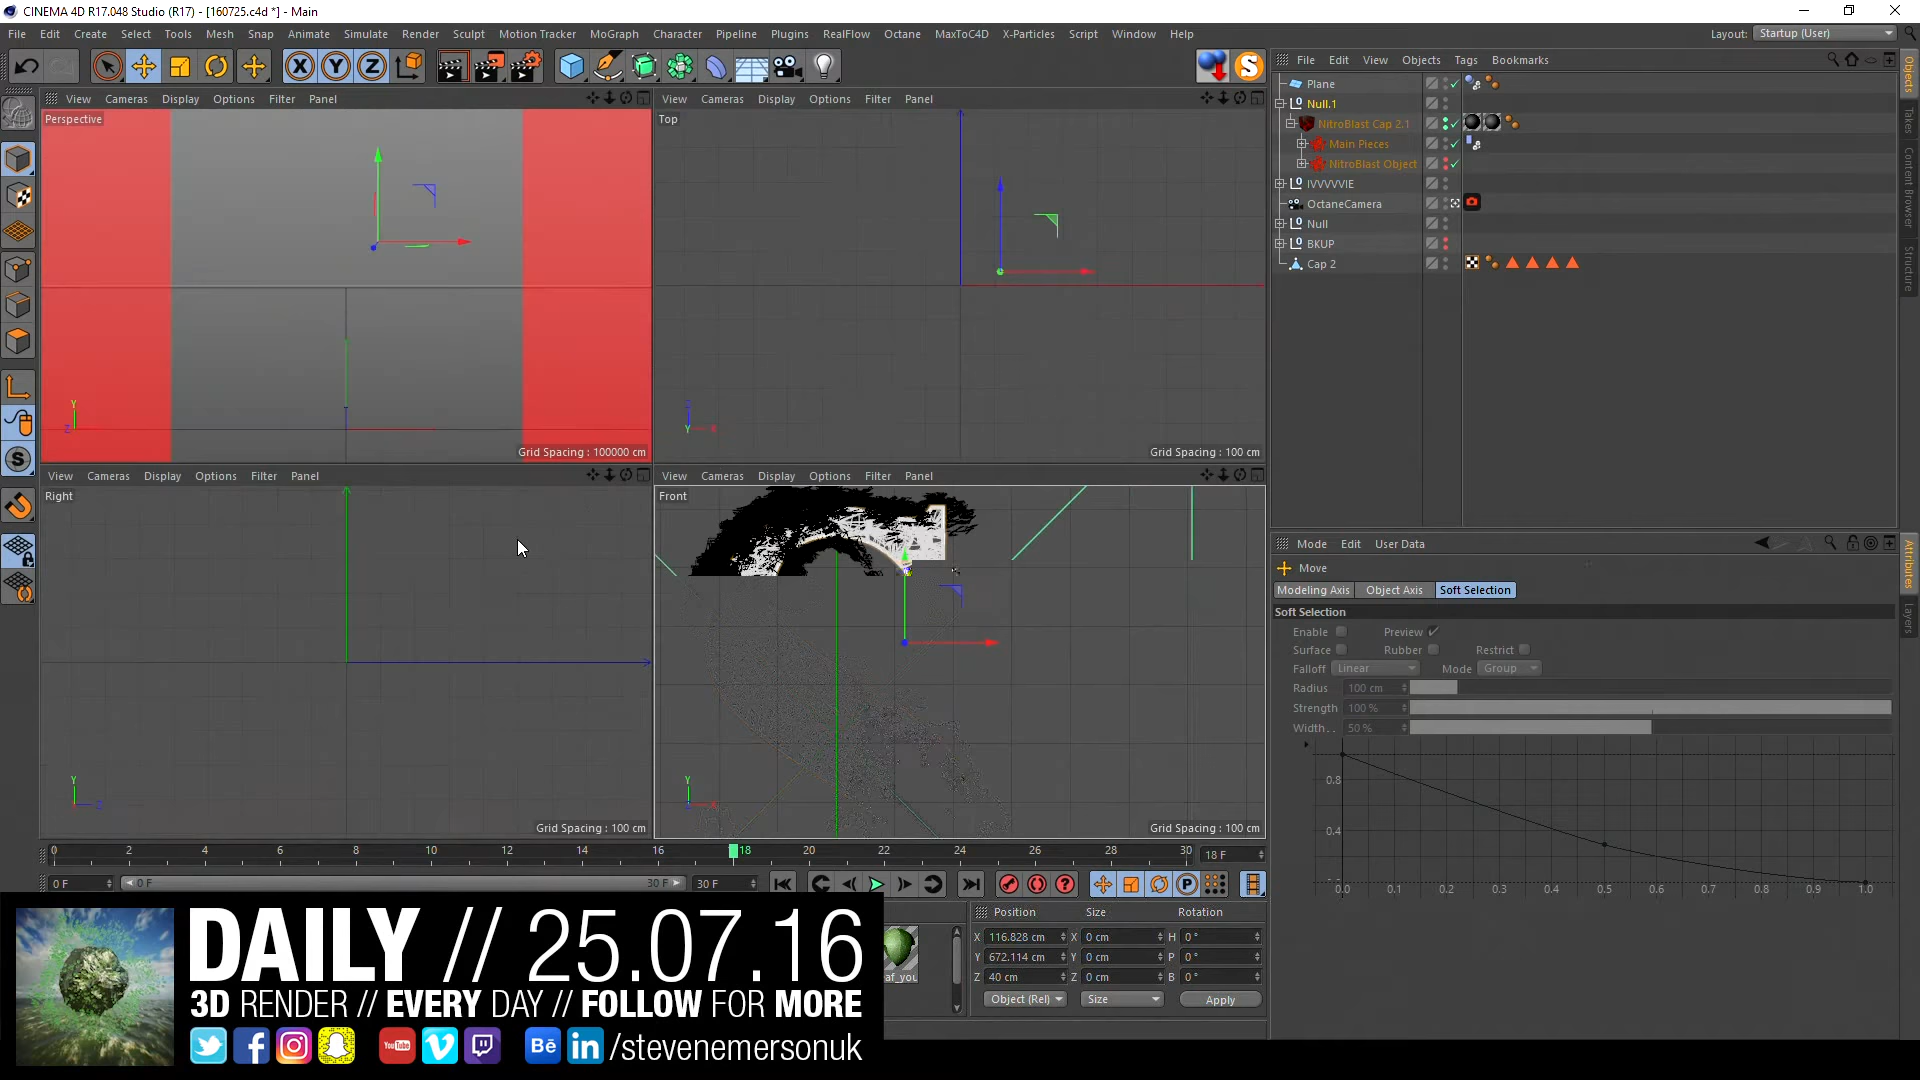 CINEMA 4D R17.048 Studio (R17) - [160725.c4d *] - Main
File Edit Create Select Tools Mesh Snap Animate Simulate Render Sculpt Motion Tracker MoGraph Character Pipeline Plugins RealFlow Octane MaxToC4D X-Particles Script Window Help Layout: Startup (User)
X Y Z S
File Edit View Objects Tags Bookmarks
Objects
Takes
Content Browser
Structure
View Cameras Display Options Filter Panel
View Cameras Display Options Filter Panel
Perspective
Top
Plane
Null.1
NitroBlast Cap 2.1
Main Pieces
NitroBlast Object
IVVVVVIE
OctaneCamera
Null
BKUP
Cap 2
Y
Z
Z
Y X
Grid Spacing : 100000 cm
Grid Spacing : 100 cm
View Cameras Display Options Filter Panel
View Cameras Display Options Filter Panel
Right
Front
Y
Z
Y
X
Grid Spacing : 100 cm
Grid Spacing : 100 cm
Mode Edit User Data
Attributes
Layers
Move
Modeling Axis Object Axis Soft Selection
Soft Selection
Enable Preview
Surface Rubber Restrict
Falloff Linear Mode Group
Radius 100 cm
Strength 100 %
Width.. 50 %
0.8
0.4
0.0 0.1 0.2 0.3 0.4 0.5 0.6 0.7 0.8 0.9 1.0
0 2 4 6 8 10 12 14 16 18 20 22 24 26 28 30 18 F
0 F 0 F 30 F 30 F
Position Size Rotation
X 116.828 cm X 0 cm H 0 °
Y 672.114 cm Y 0 cm P 0 °
Z 40 cm Z 0 cm B 0 °
Object (Rel) Size Apply
eaf_you
DAILY // 25.07.16
3D RENDER // EVERY DAY // FOLLOW FOR MORE
YouTube Bē in /stevenemersonuk